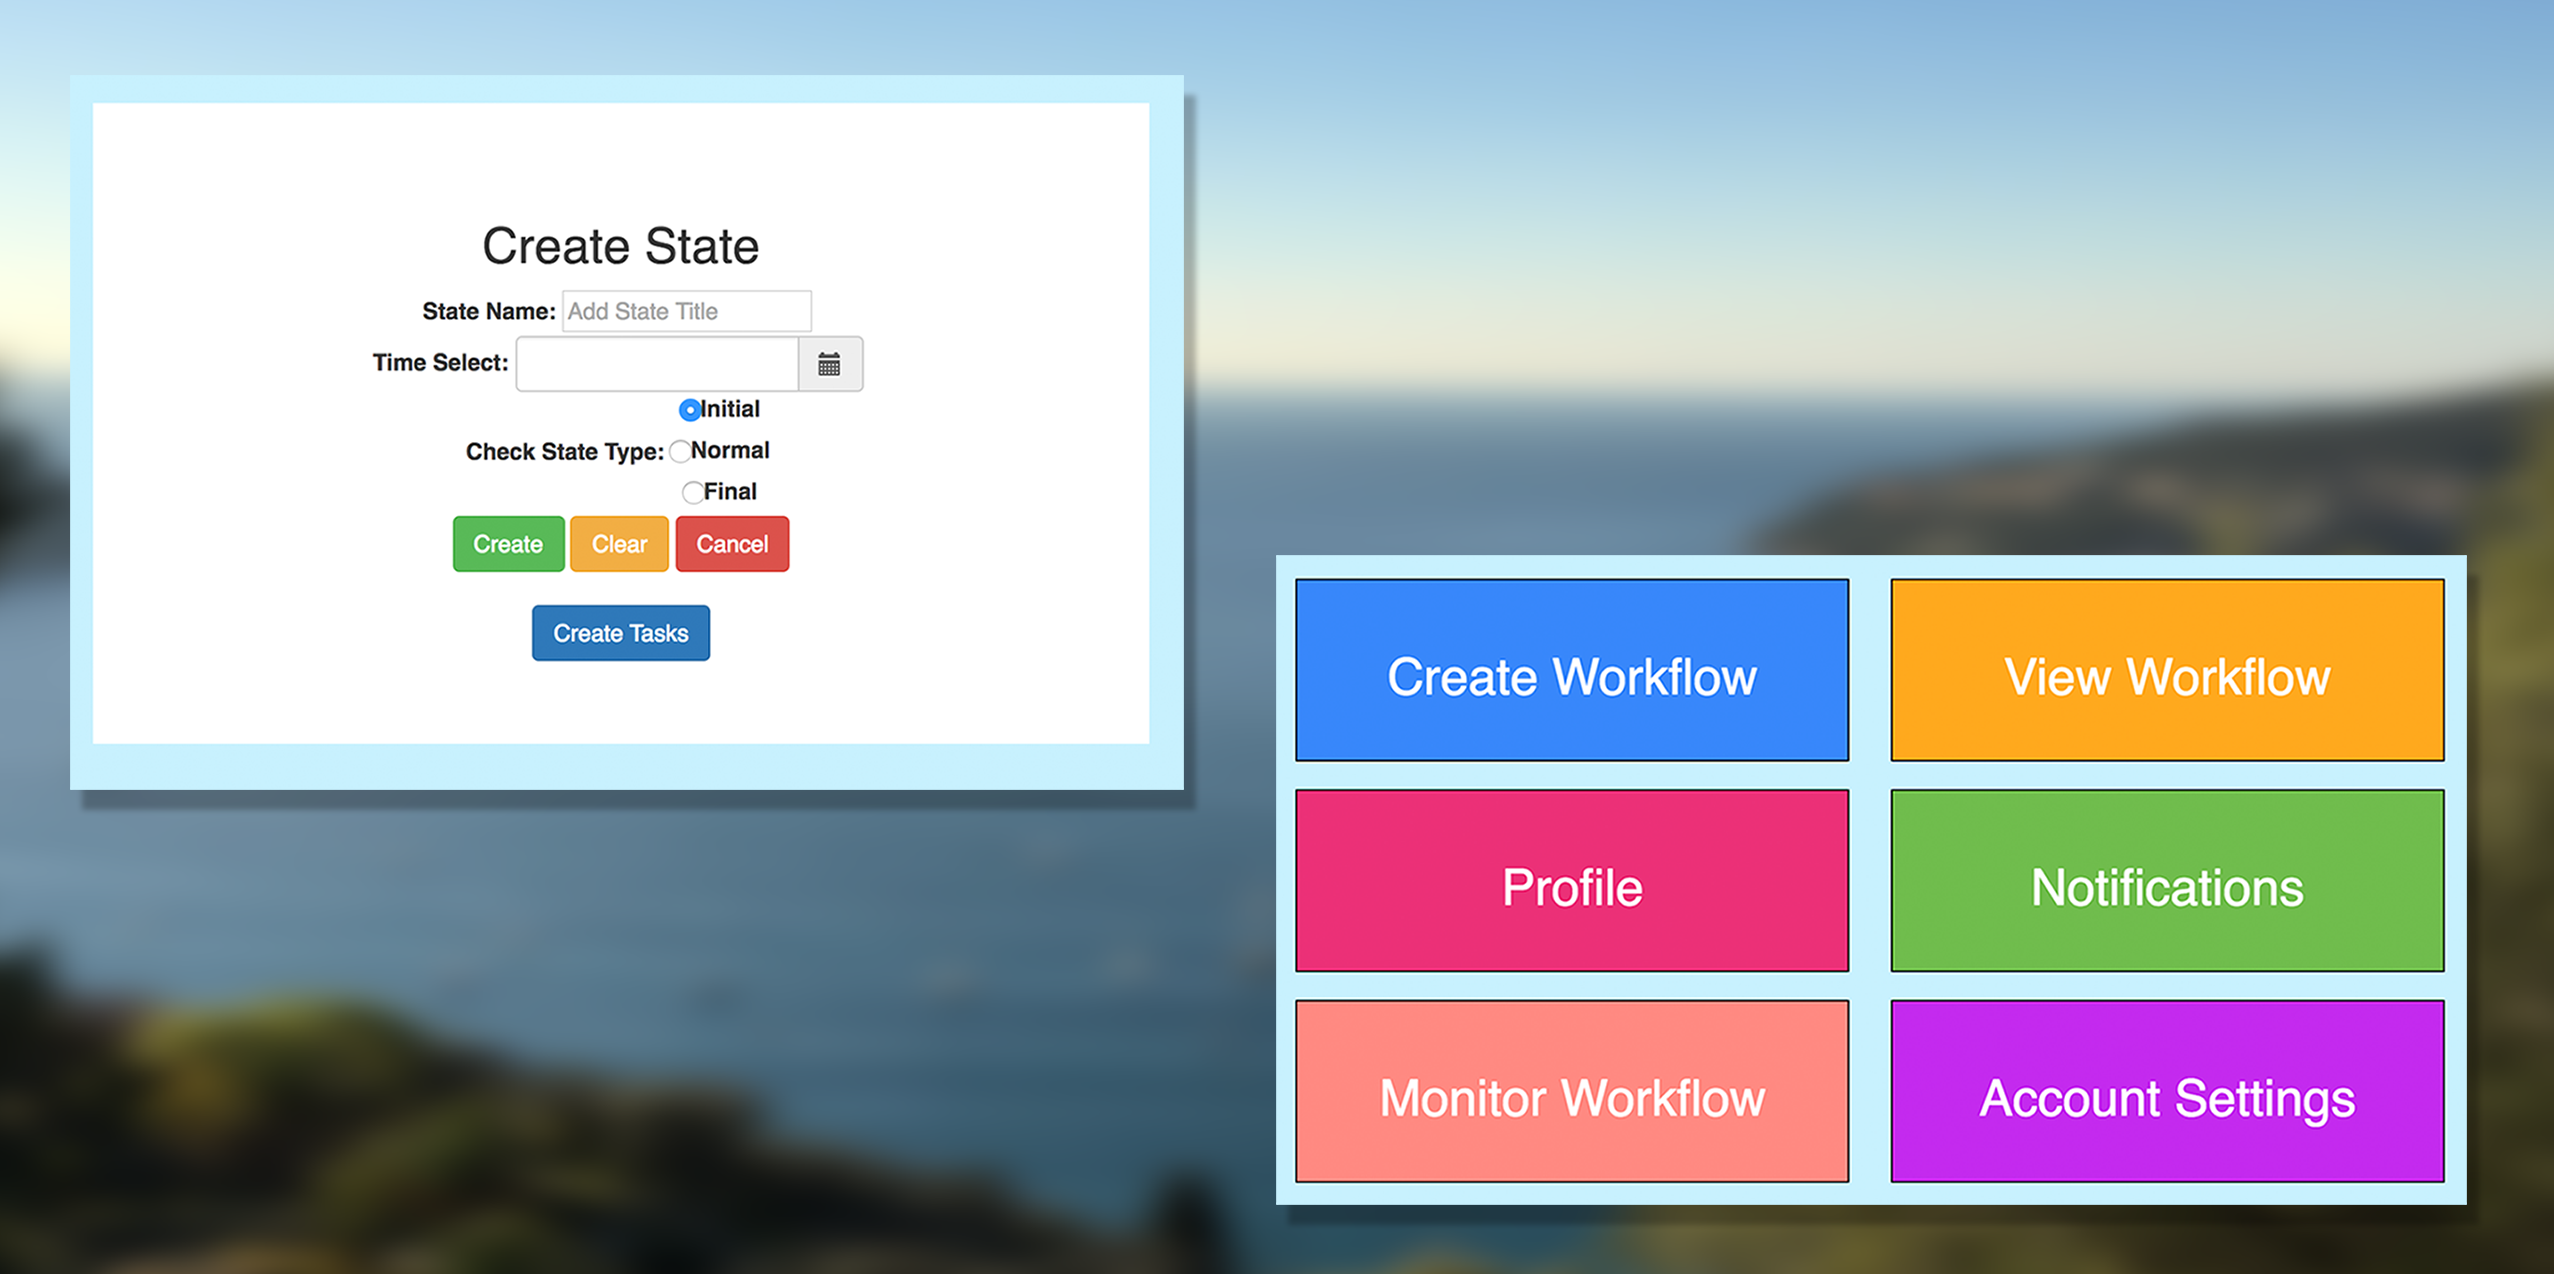 Create State
State Name: Add State Title
Time Select:
Initial
Check State Type: Normal
Final
Create Clear Cancel
Create Tasks
Create Workflow View Workflow
Profile Notifications
Monitor Workflow Account Settings